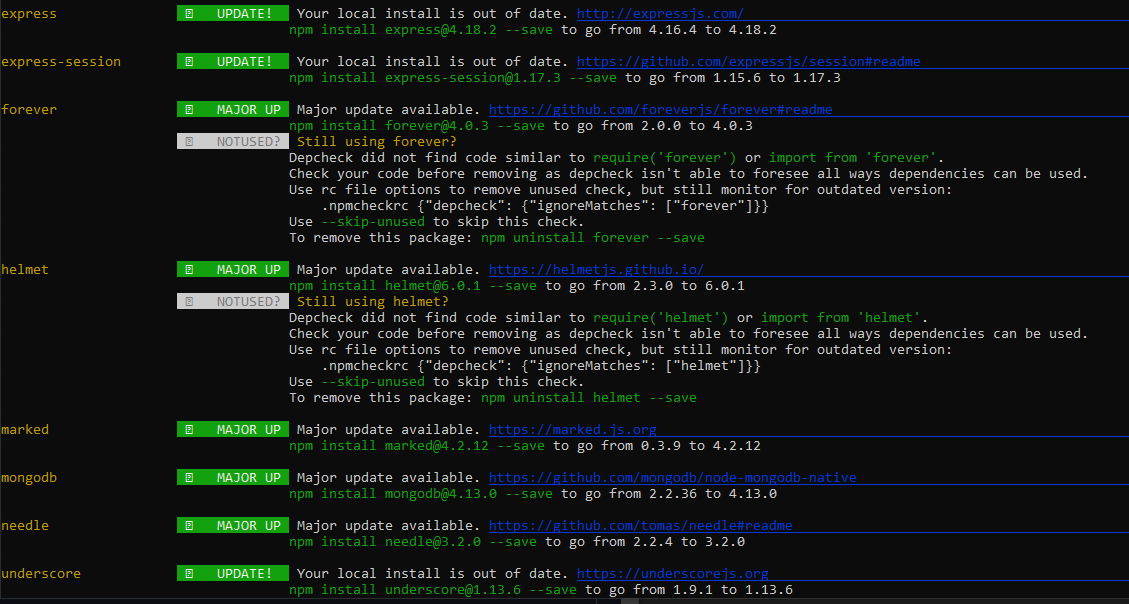 express UPDATE! Your local install is out of date. http://expressjs.com/
npm install express@4.18.2 --save to go from 4.16.4 to 4.18.2
express-session UPDATE! Your local install is out of date. https://github.com/expressjs/session#readme
npm install express-session@1.17.3 --save to go from 1.15.6 to 1.17.3
forever MAJOR UP Major update available. https://github.com/foreverjs/forever#readme
npm install forever@4.0.3 --save to go from 2.0.0 to 4.0.3
NOTUSED? Still using forever?
Depcheck did not find code similar to require('forever') or import from 'forever'.
Check your code before removing as depcheck isn't able to foresee all ways dependencies can be used.
Use rc file options to remove unused check, but still monitor for outdated version:
.npmcheckrc {"depcheck": {"ignoreMatches": ["forever"]}}
Use --skip-unused to skip this check.
To remove this package: npm uninstall forever --save
helmet MAJOR UP Major update available. https://helmetjs.github.io/
npm install helmet@6.0.1 --save to go from 2.3.0 to 6.0.1
NOTUSED? Still using helmet?
Depcheck did not find code similar to require('helmet') or import from 'helmet'.
Check your code before removing as depcheck isn't able to foresee all ways dependencies can be used.
Use rc file options to remove unused check, but still monitor for outdated version:
.npmcheckrc {"depcheck": {"ignoreMatches": ["helmet"]}}
Use --skip-unused to skip this check.
To remove this package: npm uninstall helmet --save
marked MAJOR UP Major update available. https://marked.js.org
npm install marked@4.2.12 --save to go from 0.3.9 to 4.2.12
mongodb MAJOR UP Major update available. https://github.com/mongodb/node-mongodb-native
npm install mongodb@4.13.0 --save to go from 2.2.36 to 4.13.0
needle MAJOR UP Major update available. https://github.com/tomas/needle#readme
npm install needle@3.2.0 --save to go from 2.2.4 to 3.2.0
underscore UPDATE! Your local install is out of date. https://underscorejs.org
npm install underscore@1.13.6 --save to go from 1.9.1 to 1.13.6